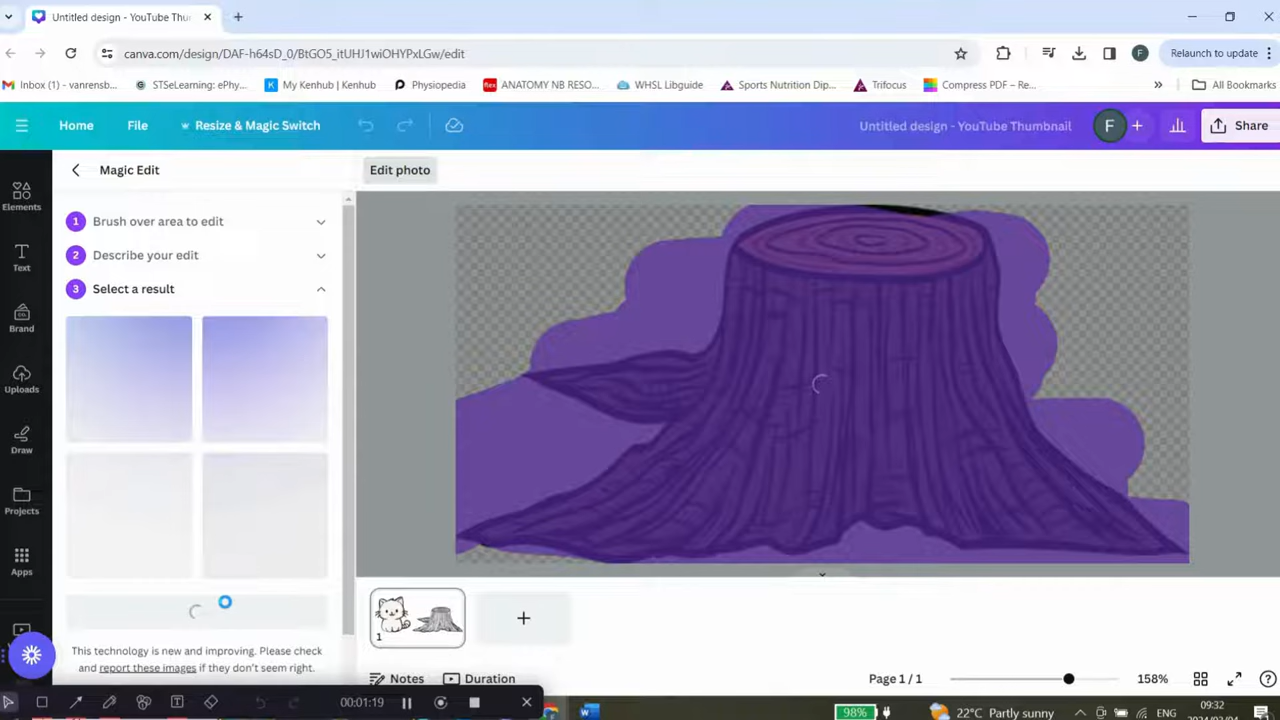 Untitled design - YouTube Thu
canva.com/design/DAF-h64sD_0/BtGO5_itUHJ1wiOHYPxLGw/edit
F
Relaunch to update
Inbox (1) - vanrensb...
STSeLearning: ePhy...
My Kenhub | Kenhub
Physiopedia
ANATOMY NB RESO...
WHSL Libguide
Sports Nutrition Dip...
Trifocus
Compress PDF – Re...
All Bookmarks
Home
File
Resize & Magic Switch
Untitled design - YouTube Thumbnail
F
Share
Elements
Text
Brand
Uploads
Draw
Projects
Apps
Magic Edit
1 Brush over area to edit
2 Describe your edit
3 Select a result
This technology is new and improving. Please check
and report these images if they don't seem right.
Edit photo
1
Notes
Duration
Page 1 / 1
158%
00:01:19
98%
22°C Partly sunny
ENG
09:32